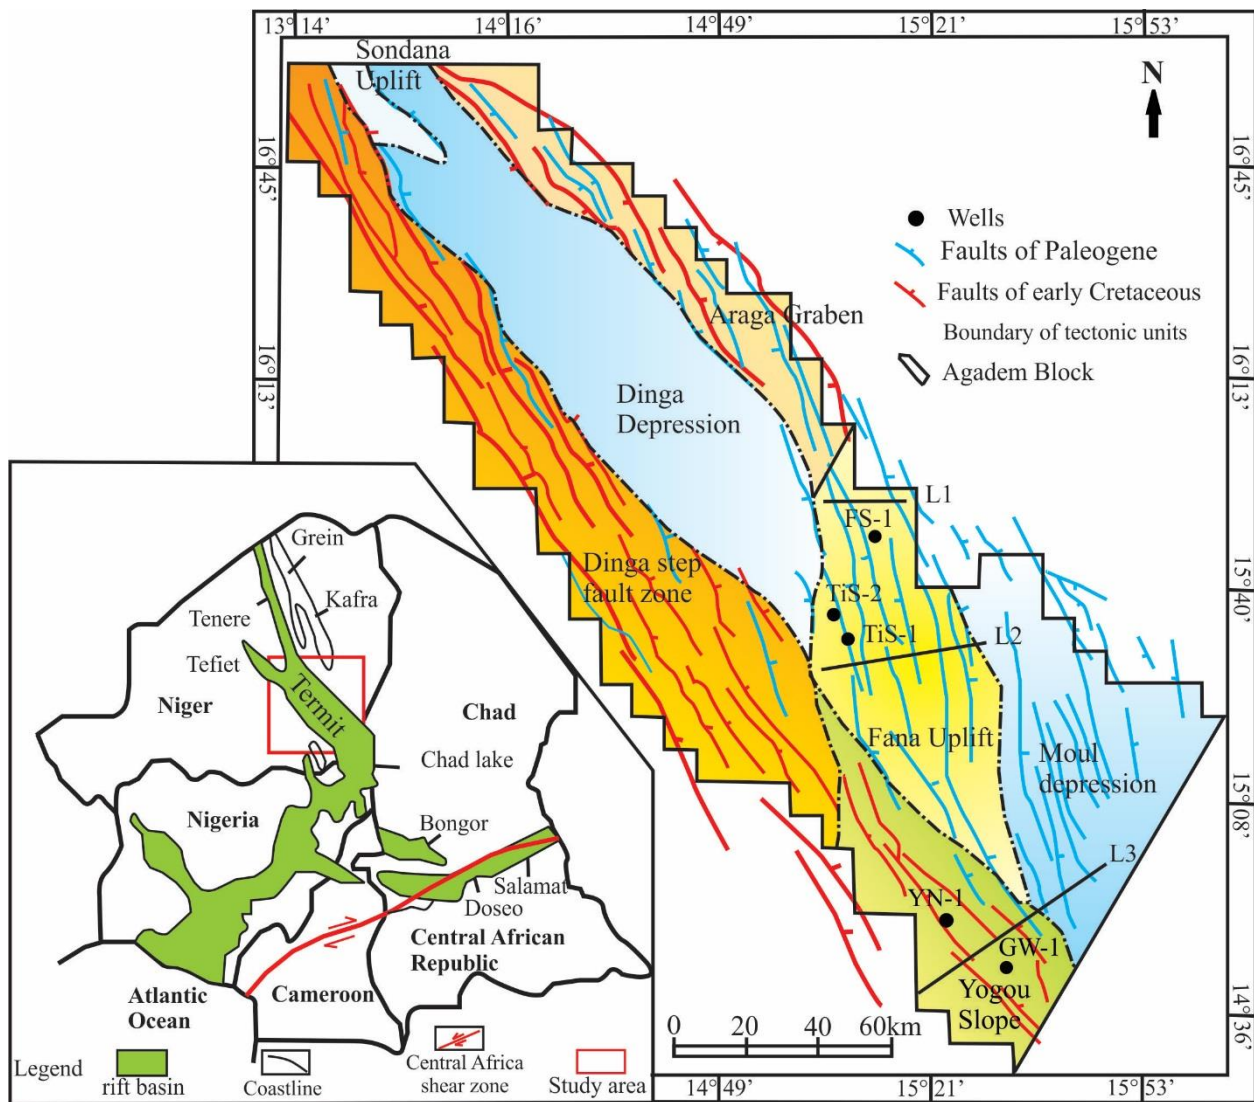 13°14’
14°16’
14°49’
15°21’
15°53’
Sondana
Uplift
N
16°45’
16°45’
Wells
Faults of Paleogene
Faults of early Cretaceous
Boundary of tectonic units
Agadem Block
Araga Graben
16°13’
16°13’
Dinga
Depression
L1
FS-1
Dinga step
fault zone
15°40’
TiS-2
TiS-1
L2
Fana Uplift
Moul
depression
15°08’
L3
YN-1
GW-1
Yogou
Slope
14°36’
0 20 40 60km
14°49’
15°21’
15°53’
Grein
Kafra
Tenere
Tefiet
Termit
Niger
Chad
Chad lake
Nigeria
Bongor
Salamat
Doseo
Central African
Republic
Cameroon
Atlantic
Ocean
Legend
rift basin
Coastline
Central Africa
shear zone
Study area